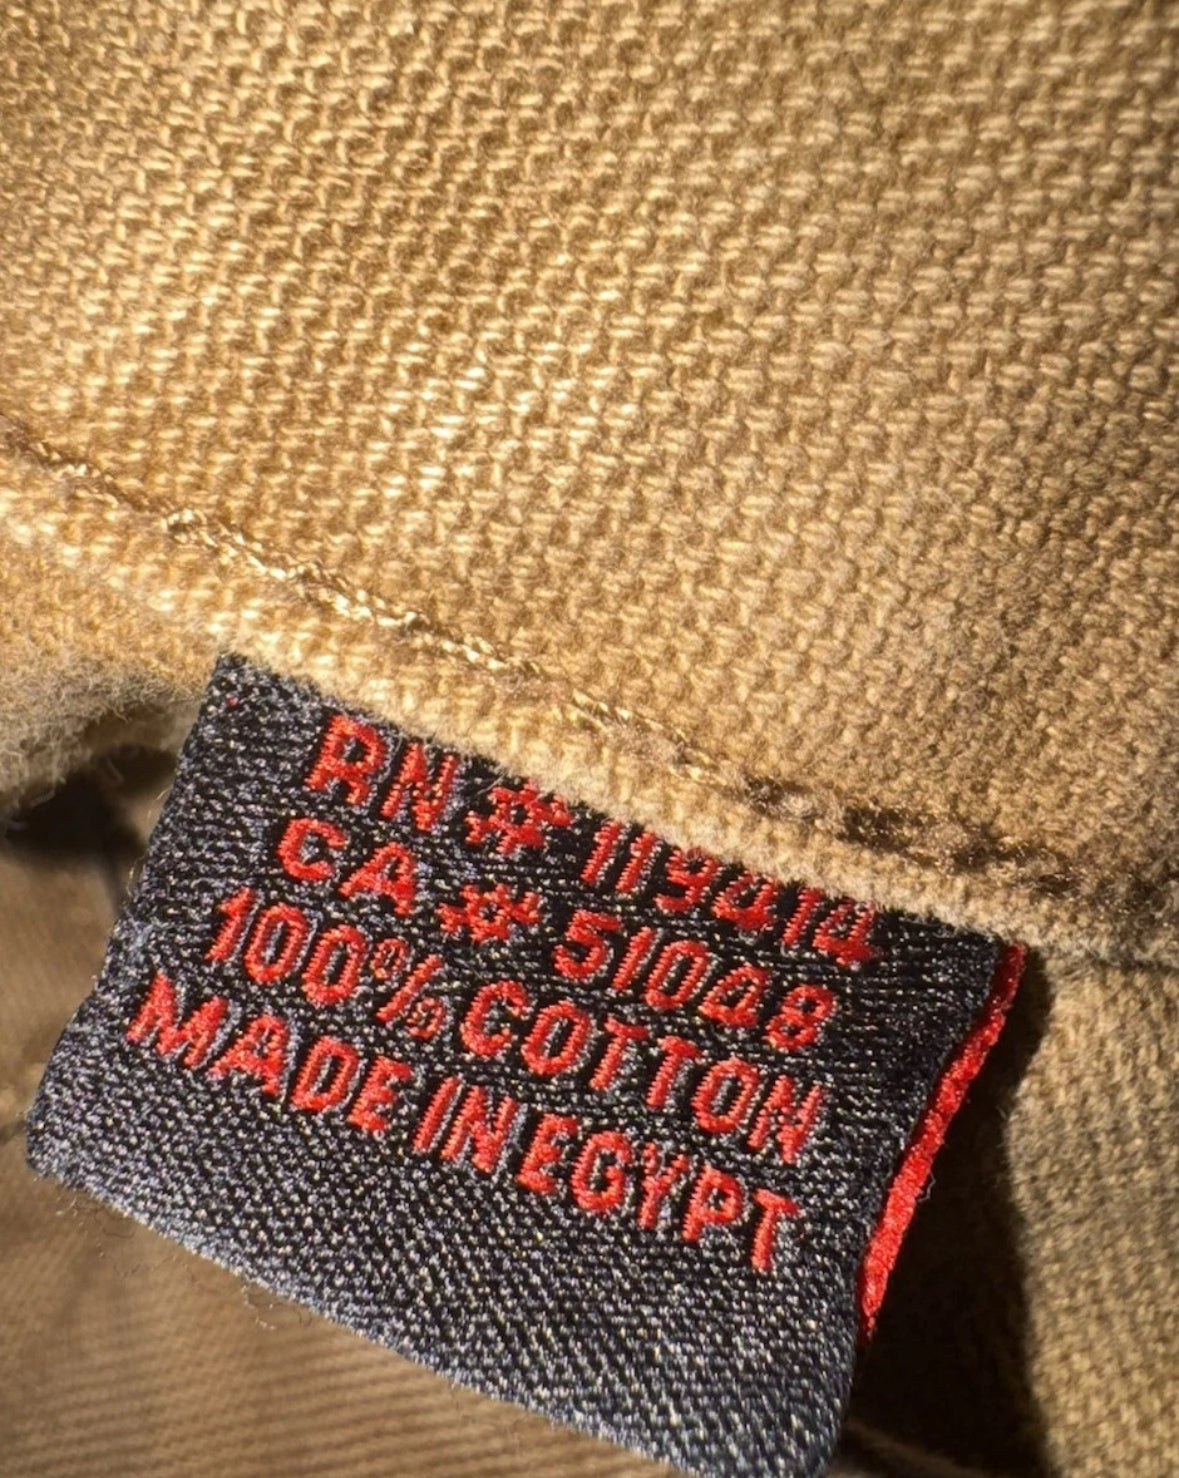 RN # 119414
CA # 51048
100% COTTON
MADE IN EGYPT